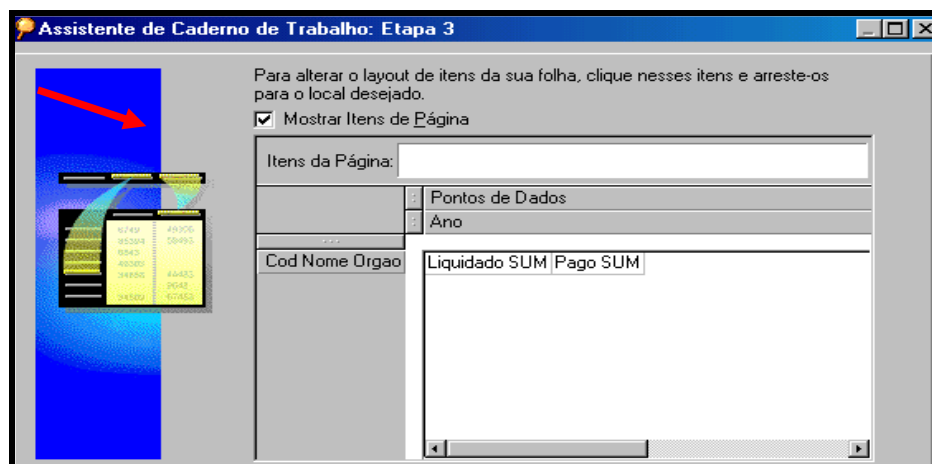 Assistente de Caderno de Trabalho: Etapa 3
Para alterar o layout de itens da sua folha, clique nesses itens e arreste-os
para o local desejado.
Mostrar Itens de Página
Itens da Página:
Pontos de Dados
Ano
Cod Nome Orgao
Liquidado SUM Pago SUM